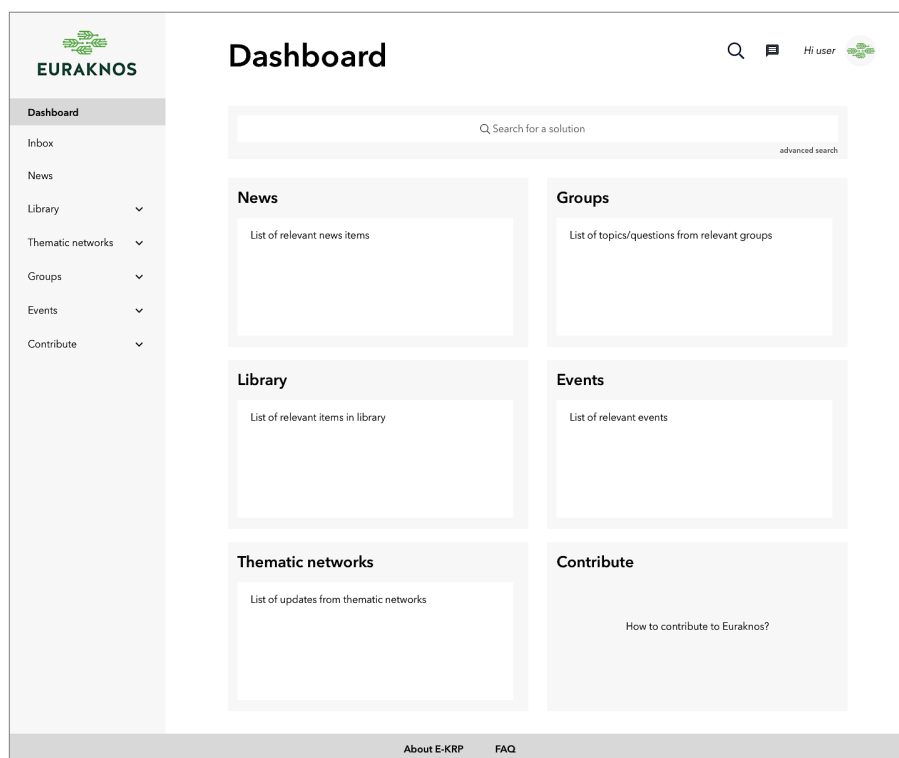 EURAKNOS
Dashboard
Hi user
Dashboard
Inbox
News
Library
Thematic networks
Groups
Events
Contribute
Search for a solution
advanced search
News
List of relevant news items
Groups
List of topics/questions from relevant groups
Library
List of relevant items in library
Events
List of relevant events
Thematic networks
List of updates from thematic networks
Contribute
How to contribute to Euraknos?
About E-KRP FAQ